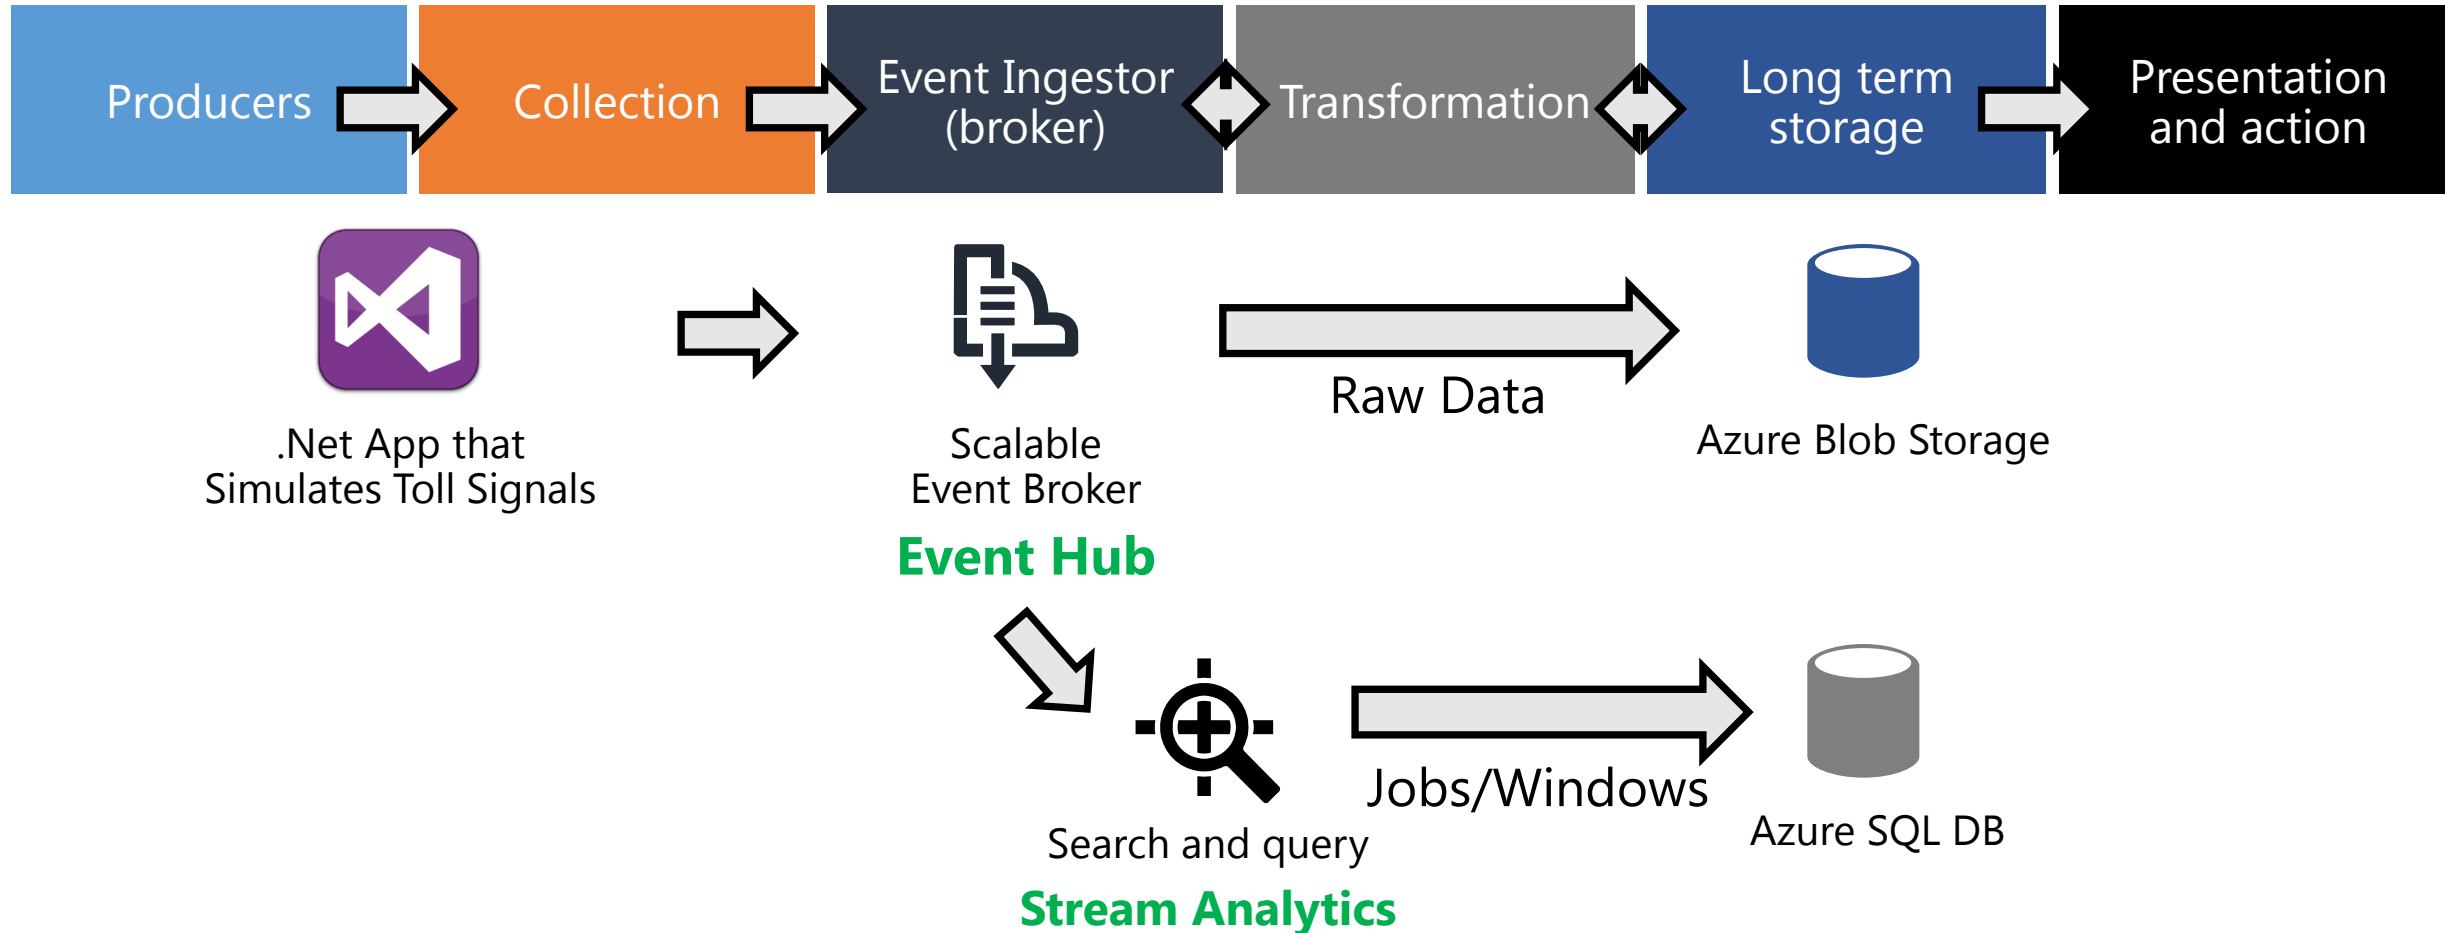 Producers
Collection
Event Ingestor
(broker)
Transformation
Long term
storage
Presentation
and action
.Net App that
Simulates Toll Signals
Scalable
Event Broker
Event Hub
Raw Data
Azure Blob Storage
Search and query
Stream Analytics
Jobs/Windows
Azure SQL DB